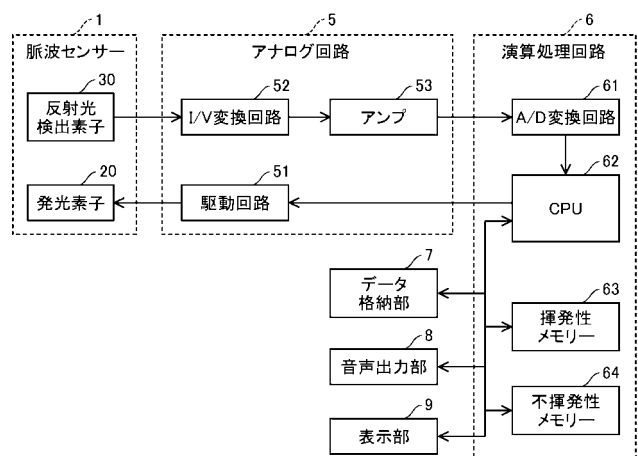 1
脈波センサー
30
反射光
検出素子
20
発光素子
5
アナログ回路
52
I/V変換回路
53
アンプ
51
駆動回路
6
演算処理回路
61
A/D変換回路
62
CPU
7
データ
格納部
63
揮発性
メモリー
8
音声出力部
64
不揮発性
メモリー
9
表示部